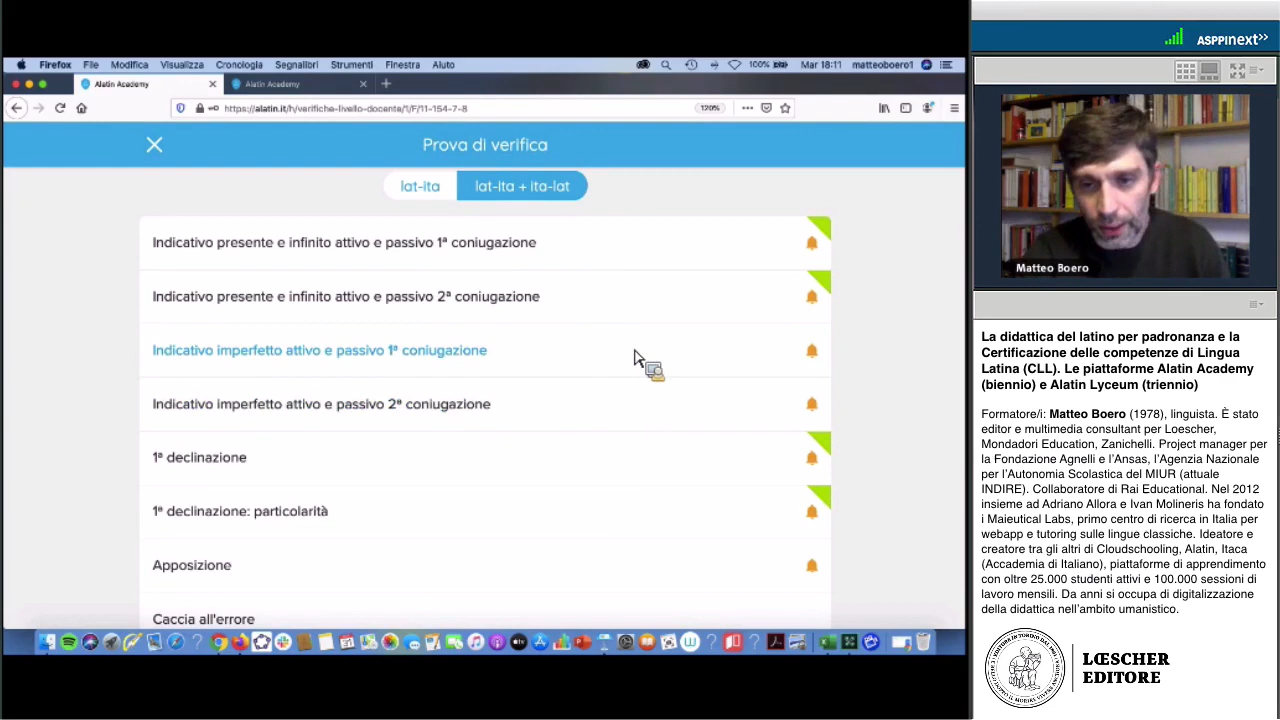 Firefox File Modifica Visualizza Cronologia Segnalibri Strumenti Finestra Aiuto 100% Mar 18:11 matteoboero1
Alatin Academy Alatin Academy
https://alatin.it/h/verifiche-livello-docente/1/F/11-154-7-8 120%
Prova di verifica
lat-ita lat-ita + ita-lat
Indicativo presente e infinito attivo e passivo 1ª coniugazione
Indicativo presente e infinito attivo e passivo 2ª coniugazione
Indicativo imperfetto attivo e passivo 1ª coniugazione
Indicativo imperfetto attivo e passivo 2ª coniugazione
1ª declinazione
1ª declinazione: particolarità
Apposizione
Caccia all'errore
ASPPINext>>
Matteo Boero
La didattica del latino per padronanza e la
Certificazione delle competenze di Lingua
Latina (CLL). Le piattaforme Alatin Academy
(biennio) e Alatin Lyceum (triennio)
Formatore/i: Matteo Boero (1978), linguista. È stato
editor e multimedia consultant per Loescher,
Mondadori Education, Zanichelli. Project manager per
la Fondazione Agnelli e l'Ansas, l'Agenzia Nazionale
per l'Autonomia Scolastica del MIUR (attuale
INDIRE). Collaboratore di Rai Educational. Nel 2012
insieme ad Adriano Allora e Ivan Molineris ha fondato
i Maieutical Labs, primo centro di ricerca in Italia per
webapp e tutoring sulle lingue classiche. Ideatore e
creatore tra gli altri di Cloudschooling, Alatin, Itaca
(Accademia di Italiano), piattaforme di apprendimento
con oltre 25.000 studenti attivi e 100.000 sessioni di
lavoro mensili. Da anni si occupa di digitalizzazione
della didattica nell'ambito umanistico.
LŒSCHER
EDITORE